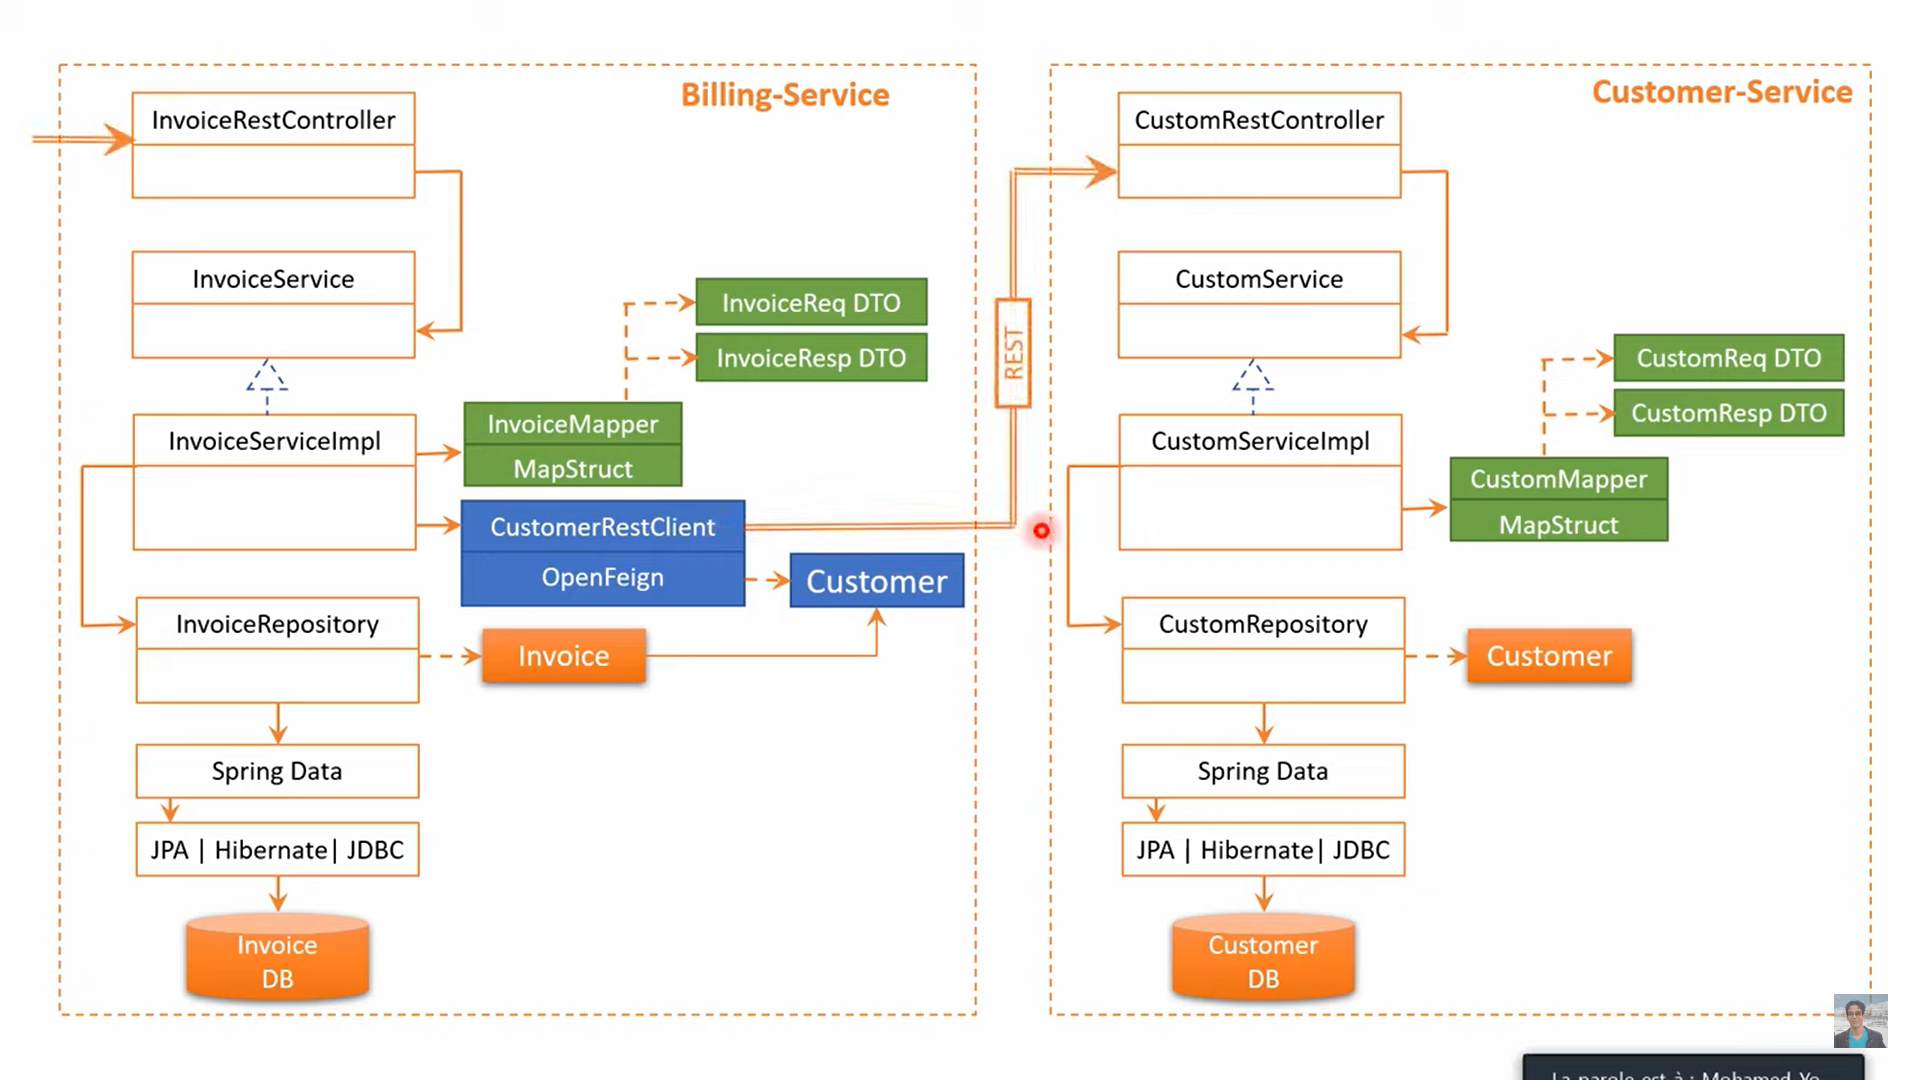 Billing-Service
InvoiceRestController
InvoiceService
InvoiceReq DTO
InvoiceResp DTO
InvoiceServiceImpl
InvoiceMapper
MapStruct
CustomerRestClient
OpenFeign
Customer
InvoiceRepository
Invoice
Spring Data
JPA | Hibernate| JDBC
Invoice
DB
REST
Customer-Service
CustomRestController
CustomService
CustomReq DTO
CustomResp DTO
CustomServiceImpl
CustomMapper
MapStruct
CustomRepository
Customer
Spring Data
JPA | Hibernate| JDBC
Customer
DB
La parole est à : Mohamed Yo...